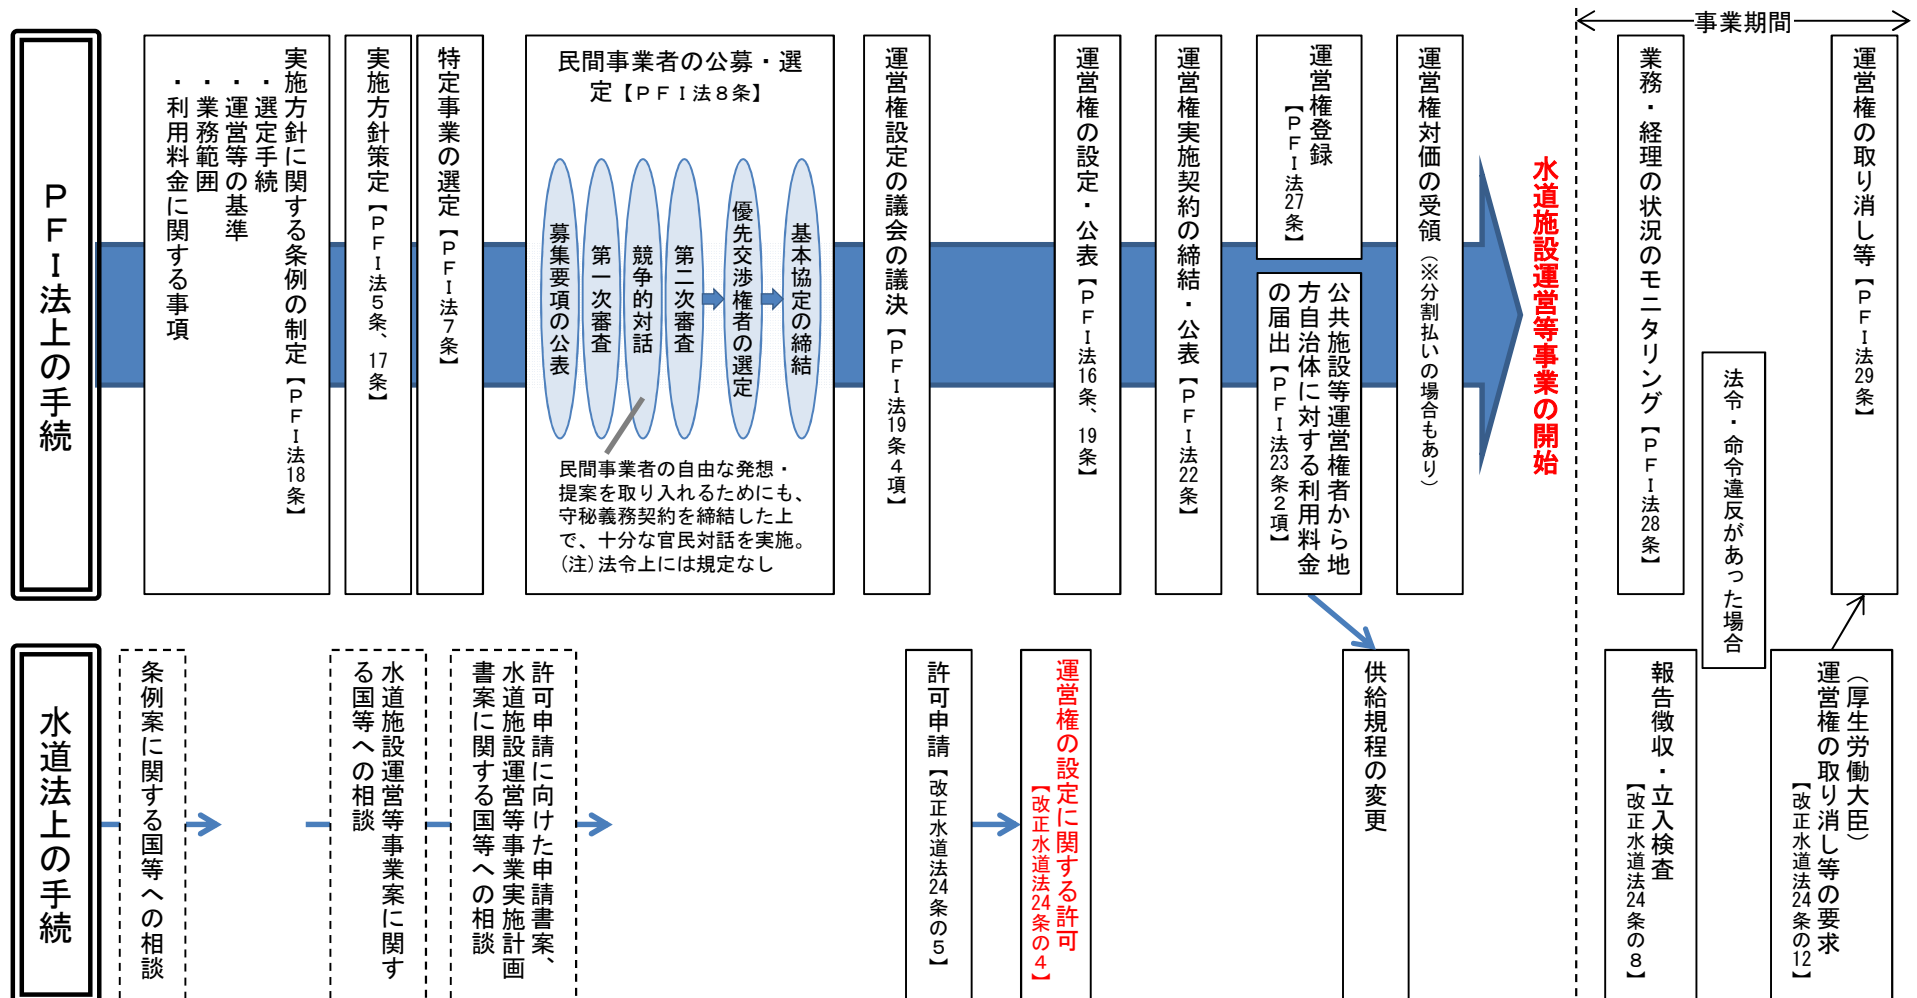 事業期間
PFI法上の手続
実施方針に関する条例の制定【PFI法18条】
・選定手続
・運営等の基準
・業務範囲
・利用料金に関する事項
実施方針策定【PFI法5条、17条】
特定事業の選定【PFI法7条】
民間事業者の公募・選
定【PFI法8条】
募集要項の公表
第一次審査
競争的対話
第二次審査
優先交渉権者の選定
基本協定の締結
民間事業者の自由な発想・
提案を取り入れるためにも、
守秘義務契約を締結した上
で、十分な官民対話を実施。
(注)法令上には規定なし
運営権設定の議会の議決【PFI法19条4項】
運営権の設定・公表【PFI法16条、19条】
運営権実施契約の締結・公表【PFI法22条】
運営権登録
【PFI法27条】
公共施設等運営権者から地
方自治体に対する利用料金
の届出【PFI法23条2項】
運営権対価の受領(※分割払いの場合もあり)
水道施設運営等事業の開始
業務・経理の状況のモニタリング【PFI法28条】
法令・命令違反があった場合
運営権の取り消し等【PFI法29条】
水道法上の手続
条例案に関する国等への相談
水道施設運営等事業案に関す
る国等への相談
許可申請に向けた申請書案、
水道施設運営等事業実施計画
書案に関する国等への相談
許可申請【改正水道法24条の5】
運営権の設定に関する許可
【改正水道法24条の4】
供給規程の変更
報告徴収・立入検査
【改正水道法24条の8】
(厚生労働大臣)
運営権の取り消し等の要求
【改正水道法24条の12】